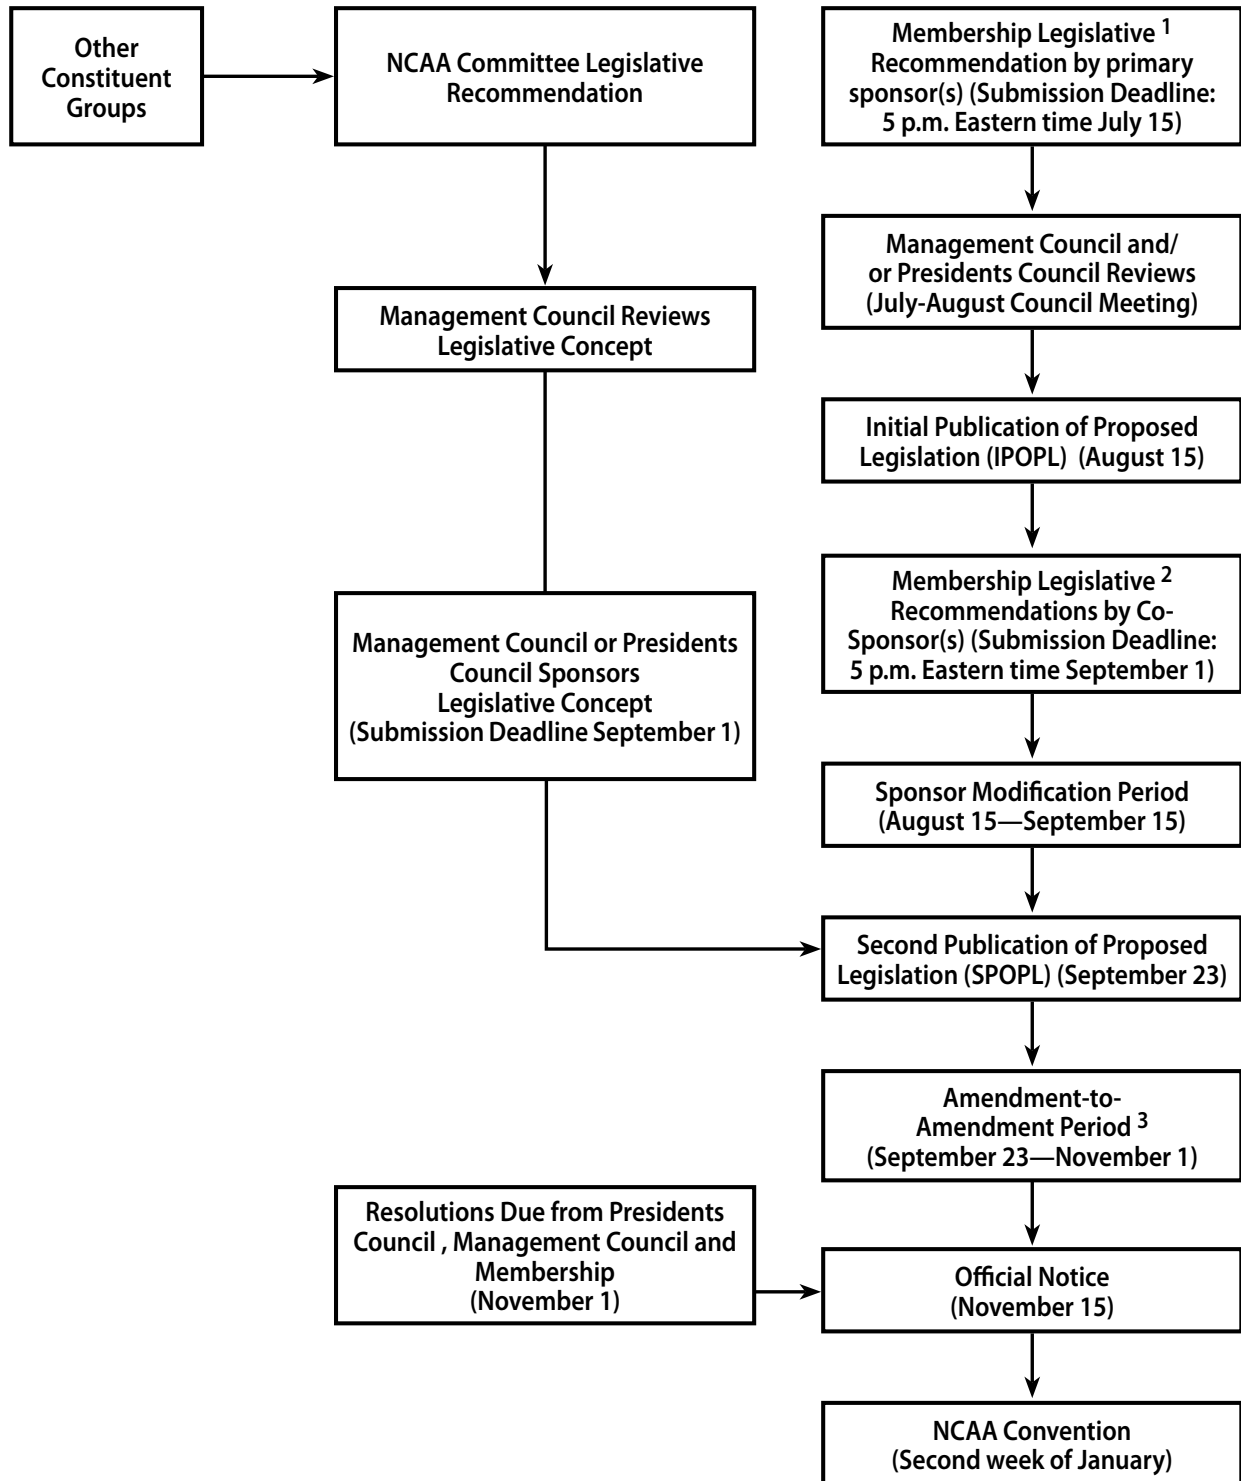 Other
Constituent
Groups
NCAA Committee Legislative
Recommendation
Membership Legislative 1
Recommendation by primary
sponsor(s) (Submission Deadline:
5 p.m. Eastern time July 15)
Management Council and/
or Presidents Council Reviews
(July-August Council Meeting)
Management Council Reviews
Legislative Concept
Initial Publication of Proposed
Legislation (IPOPL) (August 15)
Membership Legislative 2
Recommendations by Co-
Sponsor(s) (Submission Deadline:
5 p.m. Eastern time September 1)
Management Council or Presidents
Council Sponsors
Legislative Concept
(Submission Deadline September 1)
Sponsor Modification Period
(August 15—September 15)
Second Publication of Proposed
Legislation (SPOPL) (September 23)
Amendment-to-
Amendment Period 3
(September 23—November 1)
Resolutions Due from Presidents
Council , Management Council and
Membership
(November 1)
Official Notice
(November 15)
NCAA Convention
(Second week of January)